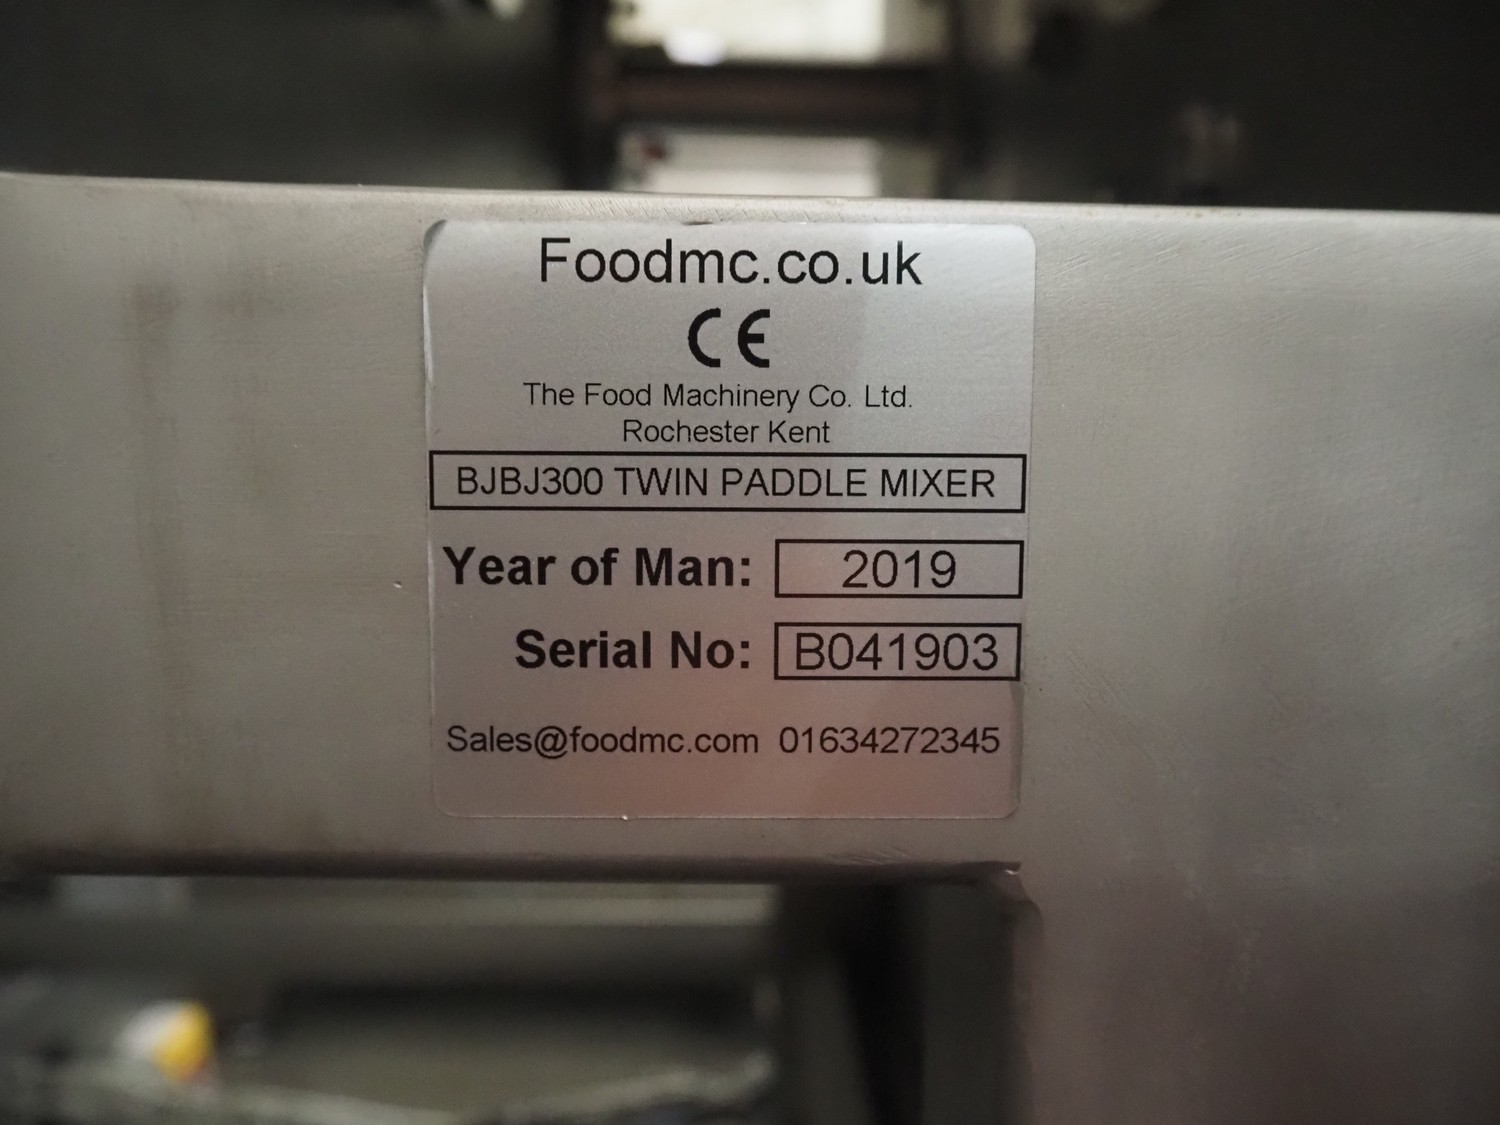 Foodmc.co.uk
CE
The Food Machinery Co. Ltd.
Rochester Kent
BJBJ300 TWIN PADDLE MIXER
Year of Man: 2019
Serial No: B041903
Sales@foodmc.com 01634272345